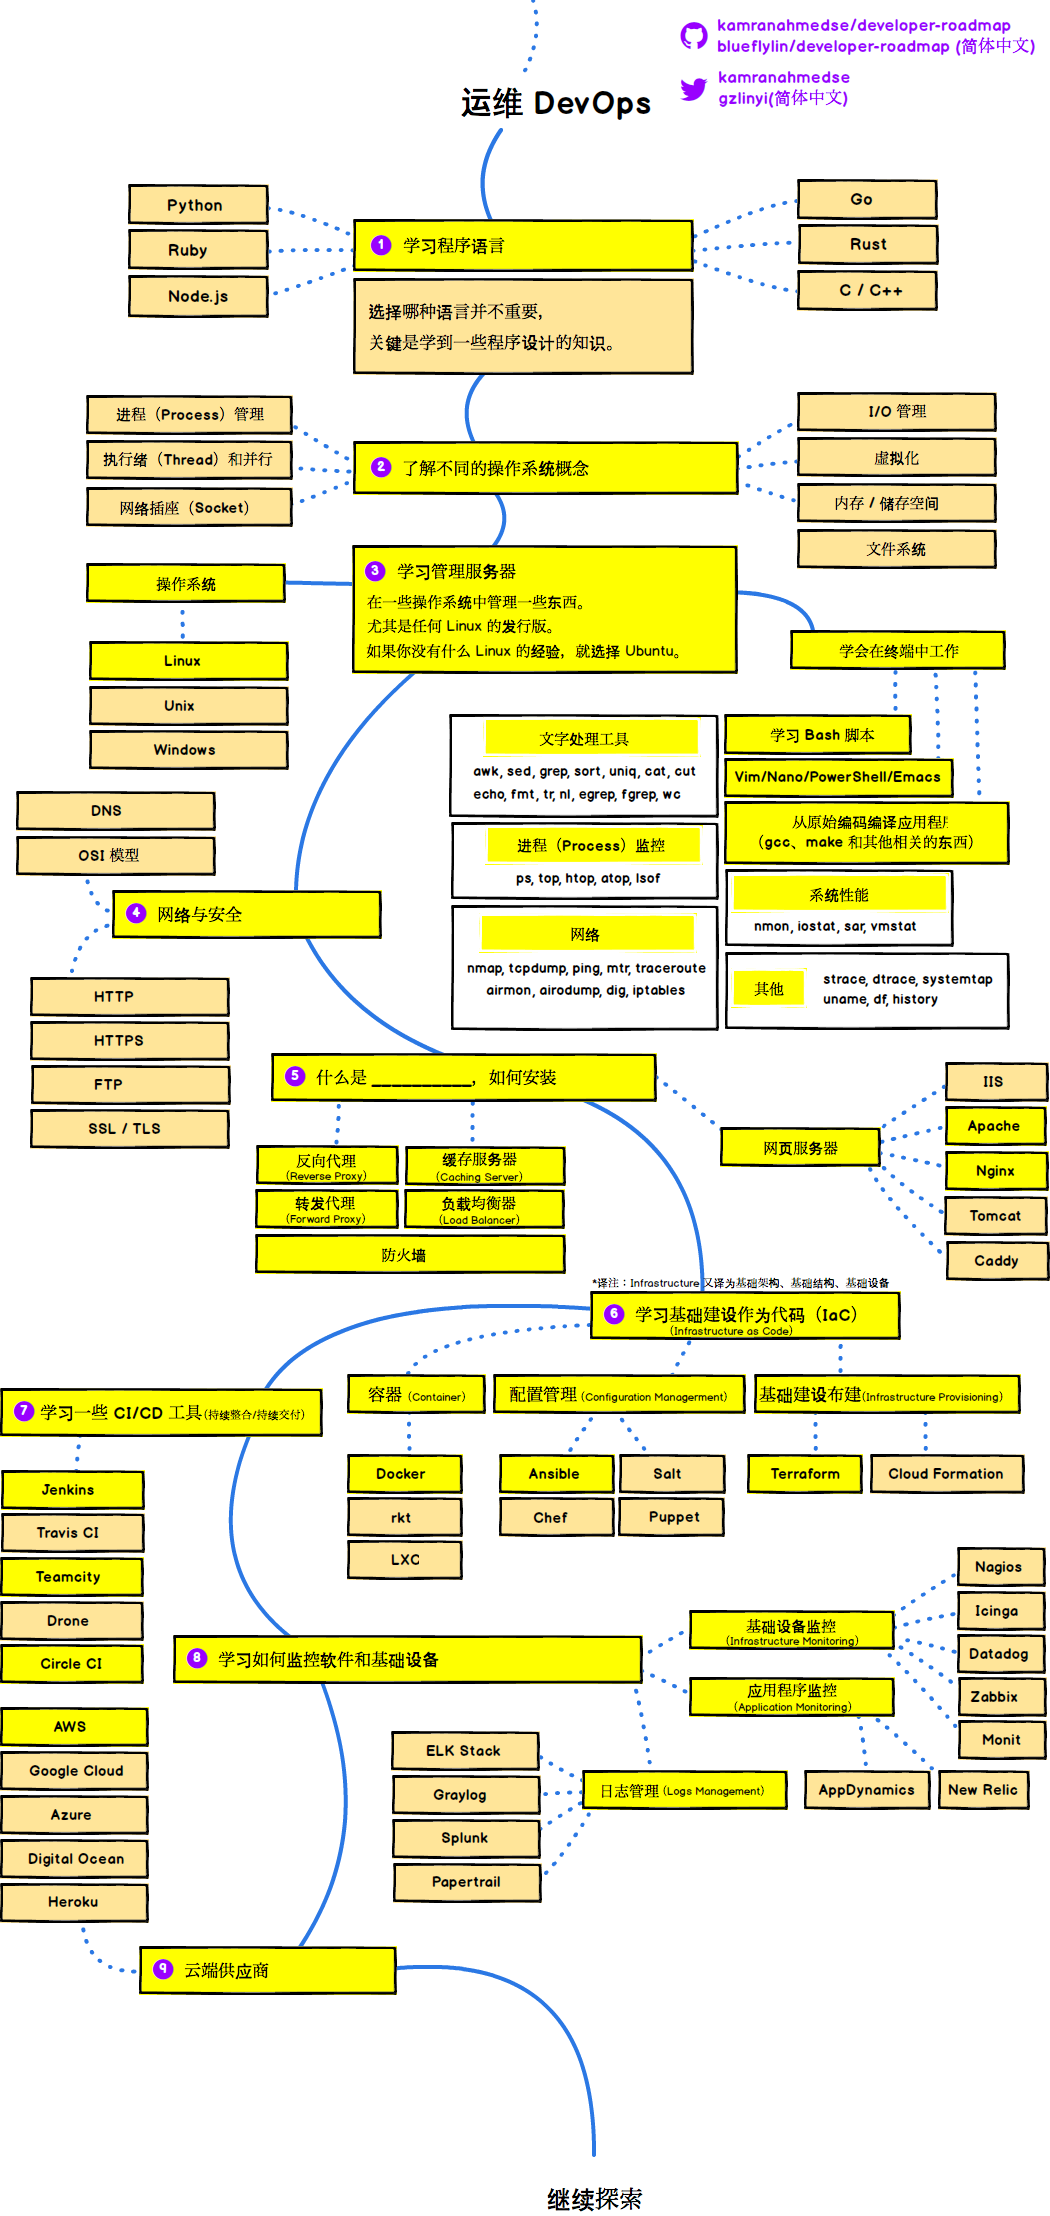 kamranahmedse/developer-roadmap
blueflylin/developer-roadmap (简体中文)
kamranahmedse
gzlinyi(简体中文)
运维 DevOps
Python
Ruby
Node.js
1 学习程序语言
Go
Rust
C / C++
选择哪种语言并不重要,
关键是学到一些程序设计的知识。
进程（Process）管理
执行绪（Thread）和并行
网络插座（Socket）
2 了解不同的操作系统概念
I/O 管理
虚拟化
内存 / 储存空间
文件系统
3 学习管理服务器
在一些操作系统中管理一些东西。
尤其是任何 Linux 的发行版。
如果你没有什么 Linux 的经验，就选择 Ubuntu。
操作系统
Linux
Unix
Windows
学会在终端中工作
学习 Bash 脚本
Vim/Nano/PowerShell/Emacs
从原始编码编译应用程序
（gcc、make 和其他相关的东西）
文字处理工具
awk, sed, grep, sort, uniq, cat, cut
echo, fmt, tr, nl, egrep, fgrep, wc
进程（Process）监控
ps, top, htop, atop, lsof
系统性能
nmon, iostat, sar, vmstat
网络
nmap, tcpdump, ping, mtr, traceroute
airmon, airodump, dig, iptables
其他
strace, dtrace, systemtap
uname, df, history
DNS
OSI 模型
4 网络与安全
HTTP
HTTPS
FTP
SSL / TLS
5 什么是 __________，如何安装
反向代理
（Reverse Proxy）
缓存服务器
（Caching Server）
转发代理
（Forward Proxy）
负载均衡器
（Load Balancer）
防火墙
网页服务器
IIS
Apache
Nginx
Tomcat
Caddy
*译注：Infrastructure 又译为基础架构、基础结构、基础设备
6 学习基础建设作为代码（IaC）
（Infrastructure as Code）
容器（Container）
配置管理（Configuration Managerment）
基础建设布建（Infrastructure Provisioning）
Docker
rkt
LXC
Ansible
Salt
Chef
Puppet
Terraform
Cloud Formation
7 学习一些 CI/CD 工具（持续整合/持续交付）
Jenkins
Travis CI
Teamcity
Drone
Circle CI
8 学习如何监控软件和基础设备
基础设备监控
（Infrastructure Monitoring）
应用程序监控
（Application Monitoring）
Nagios
Icinga
Datadog
Zabbix
Monit
AppDynamics
New Relic
日志管理（Logs Management）
ELK Stack
Graylog
Splunk
Papertrail
AWS
Google Cloud
Azure
Digital Ocean
Heroku
9 云端供应商
继续探索